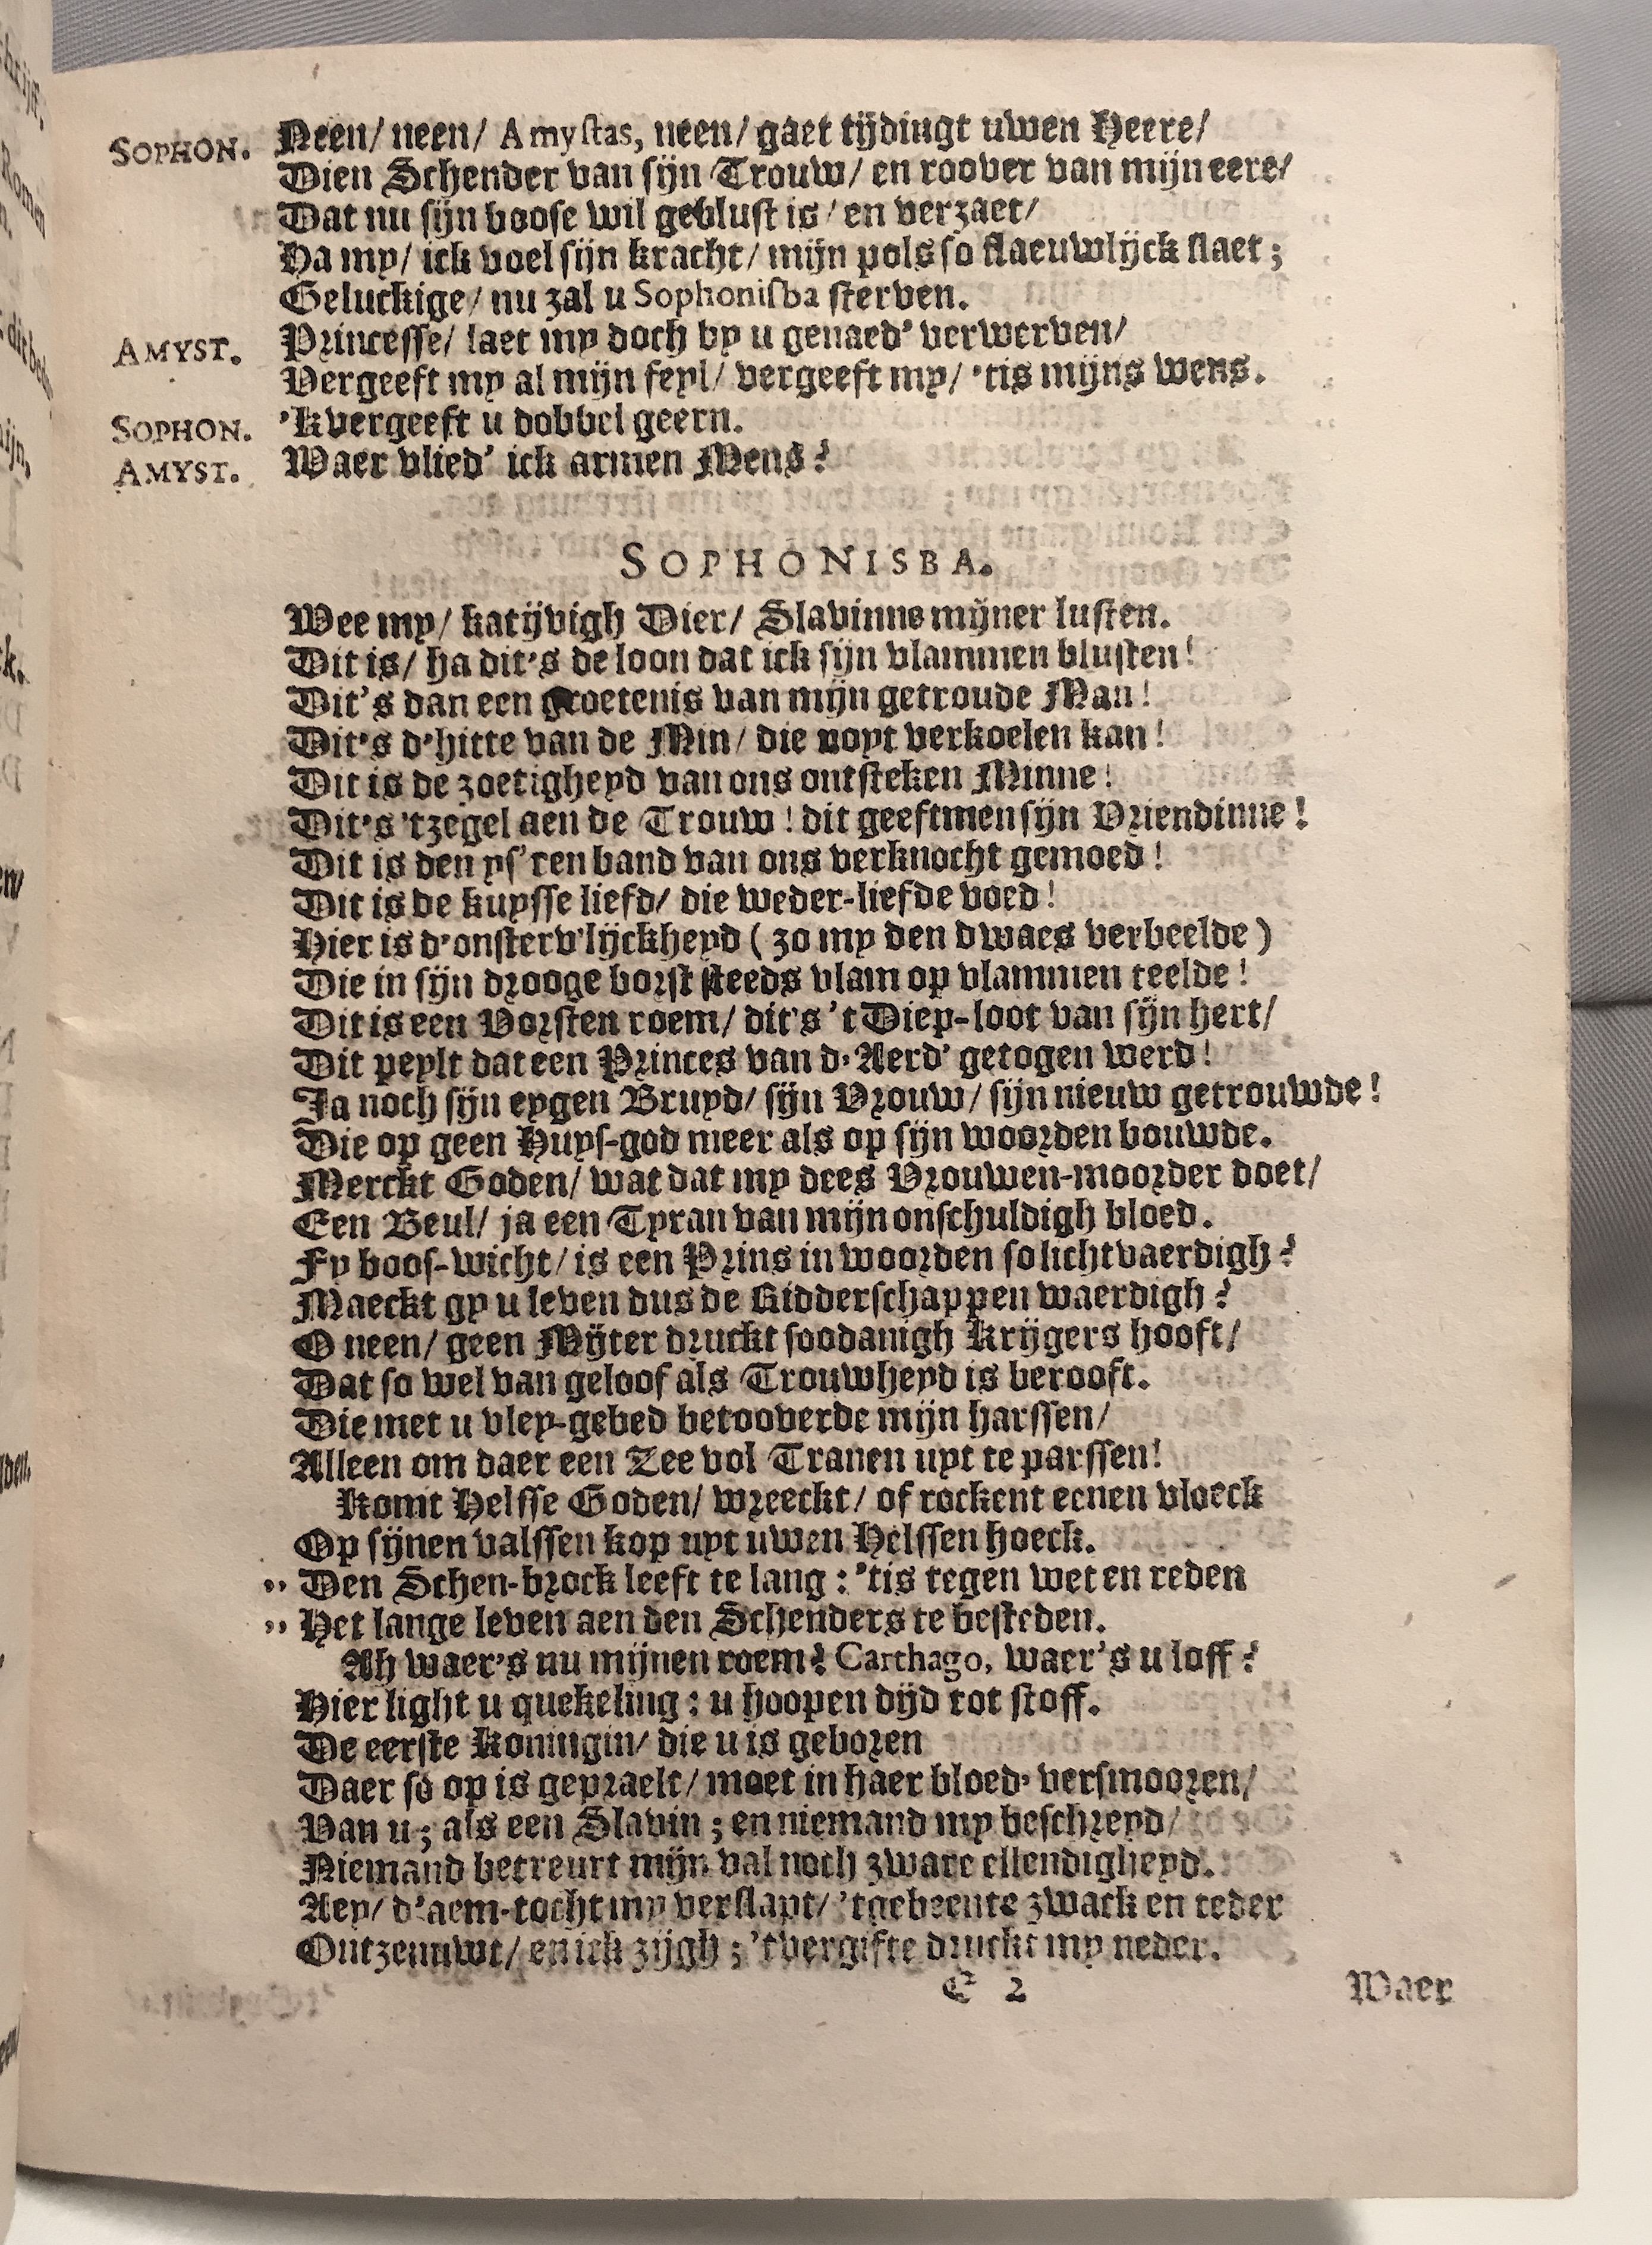 SOPHON. Neen/ neen/ Amystas, neen/ gaet tijdingt uwen Heere/
Dien Schender van sijn Trouw/ en roover van mijn eere/
Dat nu sijn boose wil geblust is/ en verzaet/
Ha my/ ick voel sijn kracht/ mijn pols so flaeuwlijck slaet;
Geluckige/ nu zal u Sophonisba sterven.
AMYST. Princesse/ laet my doch by u genaed' verwerven/
Vergeeft my al mijn feyl/ vergeeft my/ 'tis mijns wens.
SOPHON. 'k vergeeft u dobbel geern.
AMYST. Waer vlied' ick armen Mens?
SOPHONISBA.
Wee my/ katijvigh Dier/ Slavinne mijner lusten.
Dit is/ ha dit's de loon dat ick sijn vlammen blusten!
Dit's dan een groetenis van mijn getroude Man!
Dit's d'hitte van de Min/ die noyt verkoelen kan!
Dit is de zoetigheyd van ons ontsteken Minne!
Dit's 'tzegel aen de Trouw! dit geeftmen sijn Vriendinne!
Dit is den ys'ren band van ons verknocht gemoed!
Dit is de kuysse liefd/ die weder-liefde voed!
Hier is d'onsterv'lijckheyd (zo my den dwaes verbeelde)
Die in sijn drooge borst steeds vlam op vlammen teelde!
Dit is een Vorsten roem/ dit's 't Diep-loot van sijn hert/
Dit peylt dat een Princes van d'Aerd' getogen werd!
Ja noch sijn eygen Bruyd/ sijn Vrouw/ sijn nieuw getrouwde!
Die op geen Huys-god meer als op sijn woorden bouwde.
Merckt Goden/ wat dat my dees Vrouwen-moorder doet/
Een Beul/ ja een Tyran van mijn onschuldigh bloed.
Fy boos-wicht/ is een Prins in woorden so lichtvaerdigh?
Maeckt gy u leven dus de Ridderschappen waerdigh?
O neen/ geen Mijter druckt soodanigh Krijgers hooft/
Dat so wel van geloof als Trouwheyd is berooft.
Die met u vley-gebed betooverde mijn harssen/
Alleen om daer een Zee vol Tranen uyt te parssen!
Komt Helsse Goden/ wreeckt/ of rockent eenen vloeck
Op sijnen valssen kop uyt uwen Helssen hoeck.
,, Den Schen-brock leeft te lang: 'tis tegen wet en reden
,, Het lange leven aen den Schenders te besteden.
Ah waer's nu mijnen roem? Carthago, waer's u loff?
Hier light u quekeling: u hoopen dijd tot stoff.
De eerste Koningin/ die u is geboren
Daer so op is gepraelt/ moet in haer bloed' versmooren/
Van u; als een Slavin; en niemand my beschreyd/
Niemand betreurt mijn val noch zware ellendigheyd.
Aey/ d'aem-tocht my verslapt/ 'tgebeente zwack en teder
Ontzenuwt/ en ick zijgh; 'tvergifte druckt my neder.
E 2
Waer